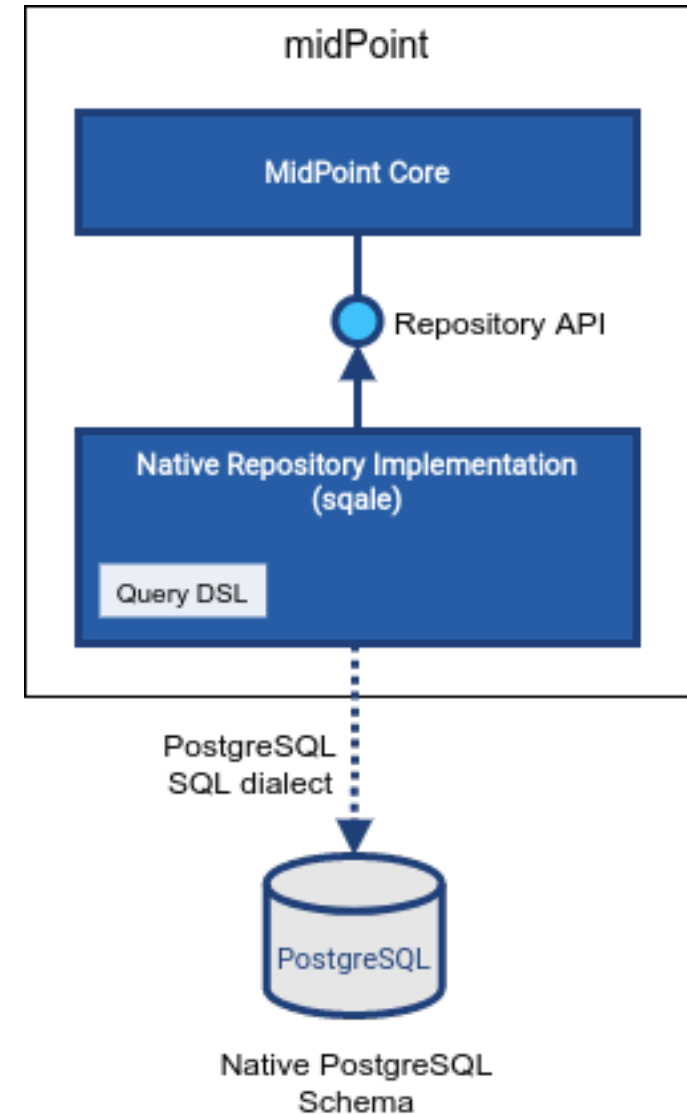 midPoint
MidPoint Core
Repository API
Native Repository Implementation
(sqale)
Query DSL
PostgreSQL
SQL dialect
PostgreSQL
Native PostgreSQL
Schema